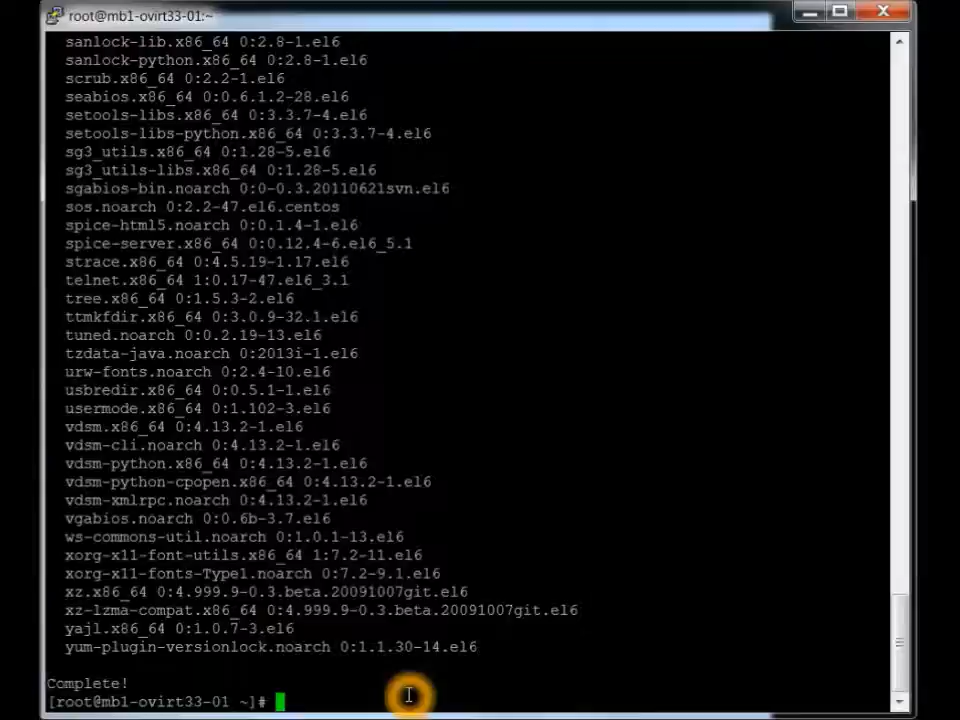 root@mb1-ovirt33-01:~
sanlock-lib.x86_64 0:2.8-1.el6
sanlock-python.x86_64 0:2.8-1.el6
scrub.x86_64 0:2.2-1.el6
seabios.x86_64 0:0.6.1.2-28.el6
setools-libs.x86_64 0:3.3.7-4.el6
setools-libs-python.x86_64 0:3.3.7-4.el6
sg3_utils.x86_64 0:1.28-5.el6
sg3_utils-libs.x86_64 0:1.28-5.el6
sgabios-bin.noarch 0:0-0.3.20110621svn.el6
sos.noarch 0:2.2-47.el6.centos
spice-html5.noarch 0:0.1.4-1.el6
spice-server.x86_64 0:0.12.4-6.el6_5.1
strace.x86_64 0:4.5.19-1.17.el6
telnet.x86_64 1:0.17-47.el6_3.1
tree.x86_64 0:1.5.3-2.el6
ttmkfdir.x86_64 0:3.0.9-32.1.el6
tuned.noarch 0:0.2.19-13.el6
tzdata-java.noarch 0:2013i-1.el6
urw-fonts.noarch 0:2.4-10.el6
usbredir.x86_64 0:0.5.1-1.el6
usermode.x86_64 0:1.102-3.el6
vdsm.x86_64 0:4.13.2-1.el6
vdsm-cli.noarch 0:4.13.2-1.el6
vdsm-python.x86_64 0:4.13.2-1.el6
vdsm-python-cpopen.x86_64 0:4.13.2-1.el6
vdsm-xmlrpc.noarch 0:4.13.2-1.el6
vgabios.noarch 0:0.6b-3.7.el6
ws-commons-util.noarch 0:1.0.1-13.el6
xorg-x11-font-utils.x86_64 1:7.2-11.el6
xorg-x11-fonts-Type1.noarch 0:7.2-9.1.el6
xz.x86_64 0:4.999.9-0.3.beta.20091007git.el6
xz-lzma-compat.x86_64 0:4.999.9-0.3.beta.20091007git.el6
yajl.x86_64 0:1.0.7-3.el6
yum-plugin-versionlock.noarch 0:1.1.30-14.el6
Complete!
[root@mb1-ovirt33-01 ~]#